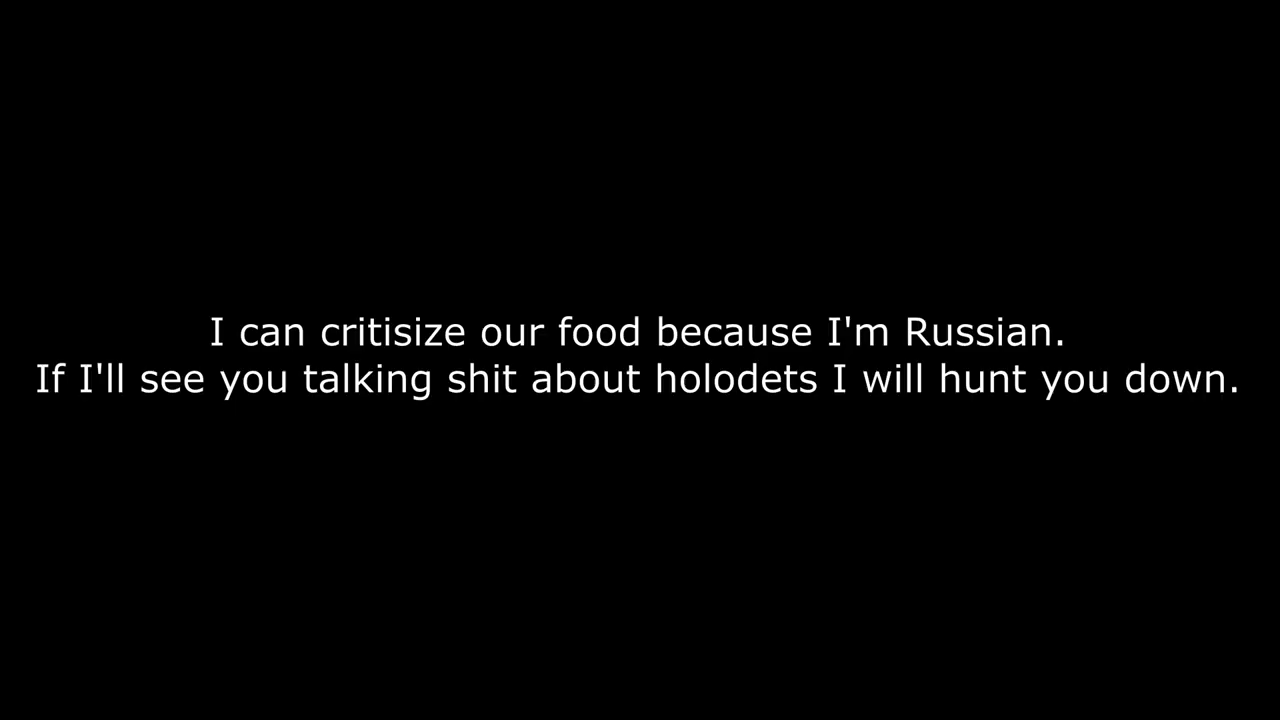 I can critisize our food because I'm Russian.
If I'll see you talking shit about holodets I will hunt you down.